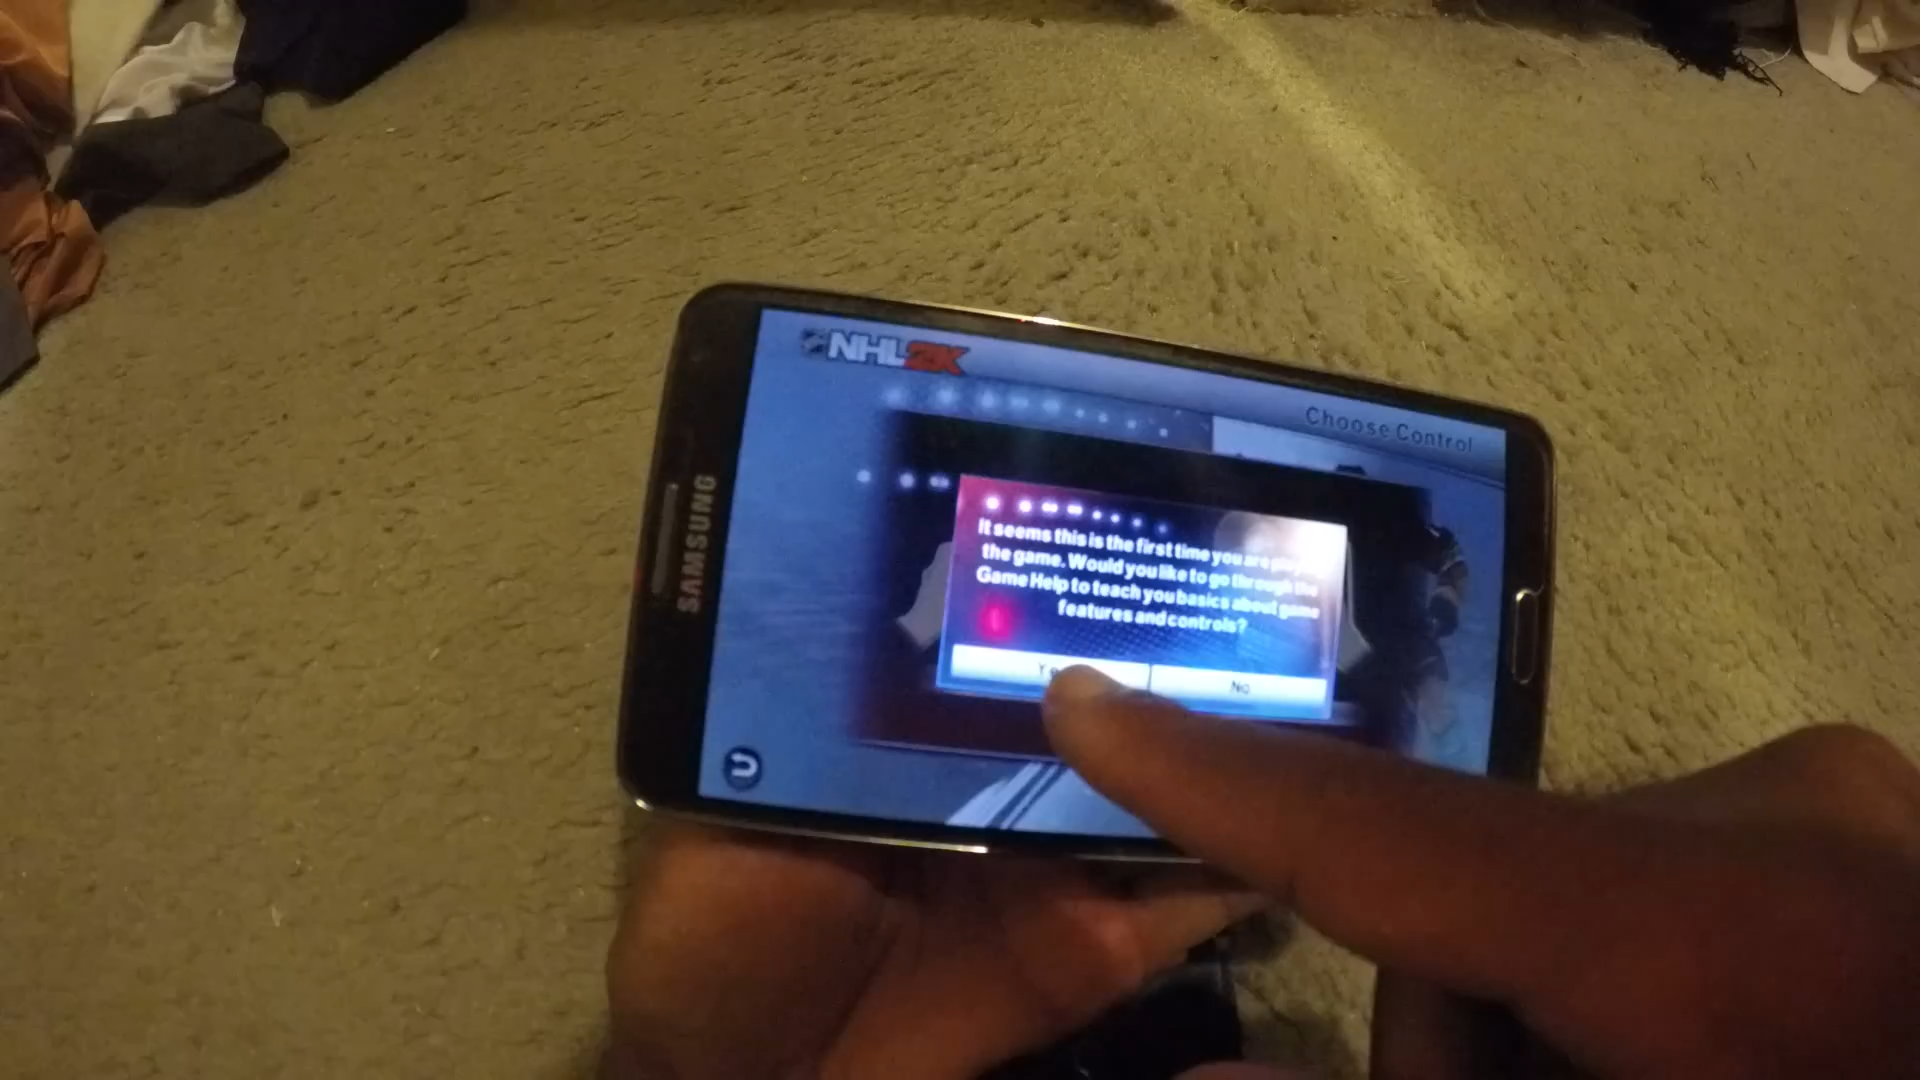 NHL2K
Choose Control
SAMSUNG
It seems this is the first time you are
the game. Would you like to go through the
Game Help to teach you basics about game
features and controls?
No